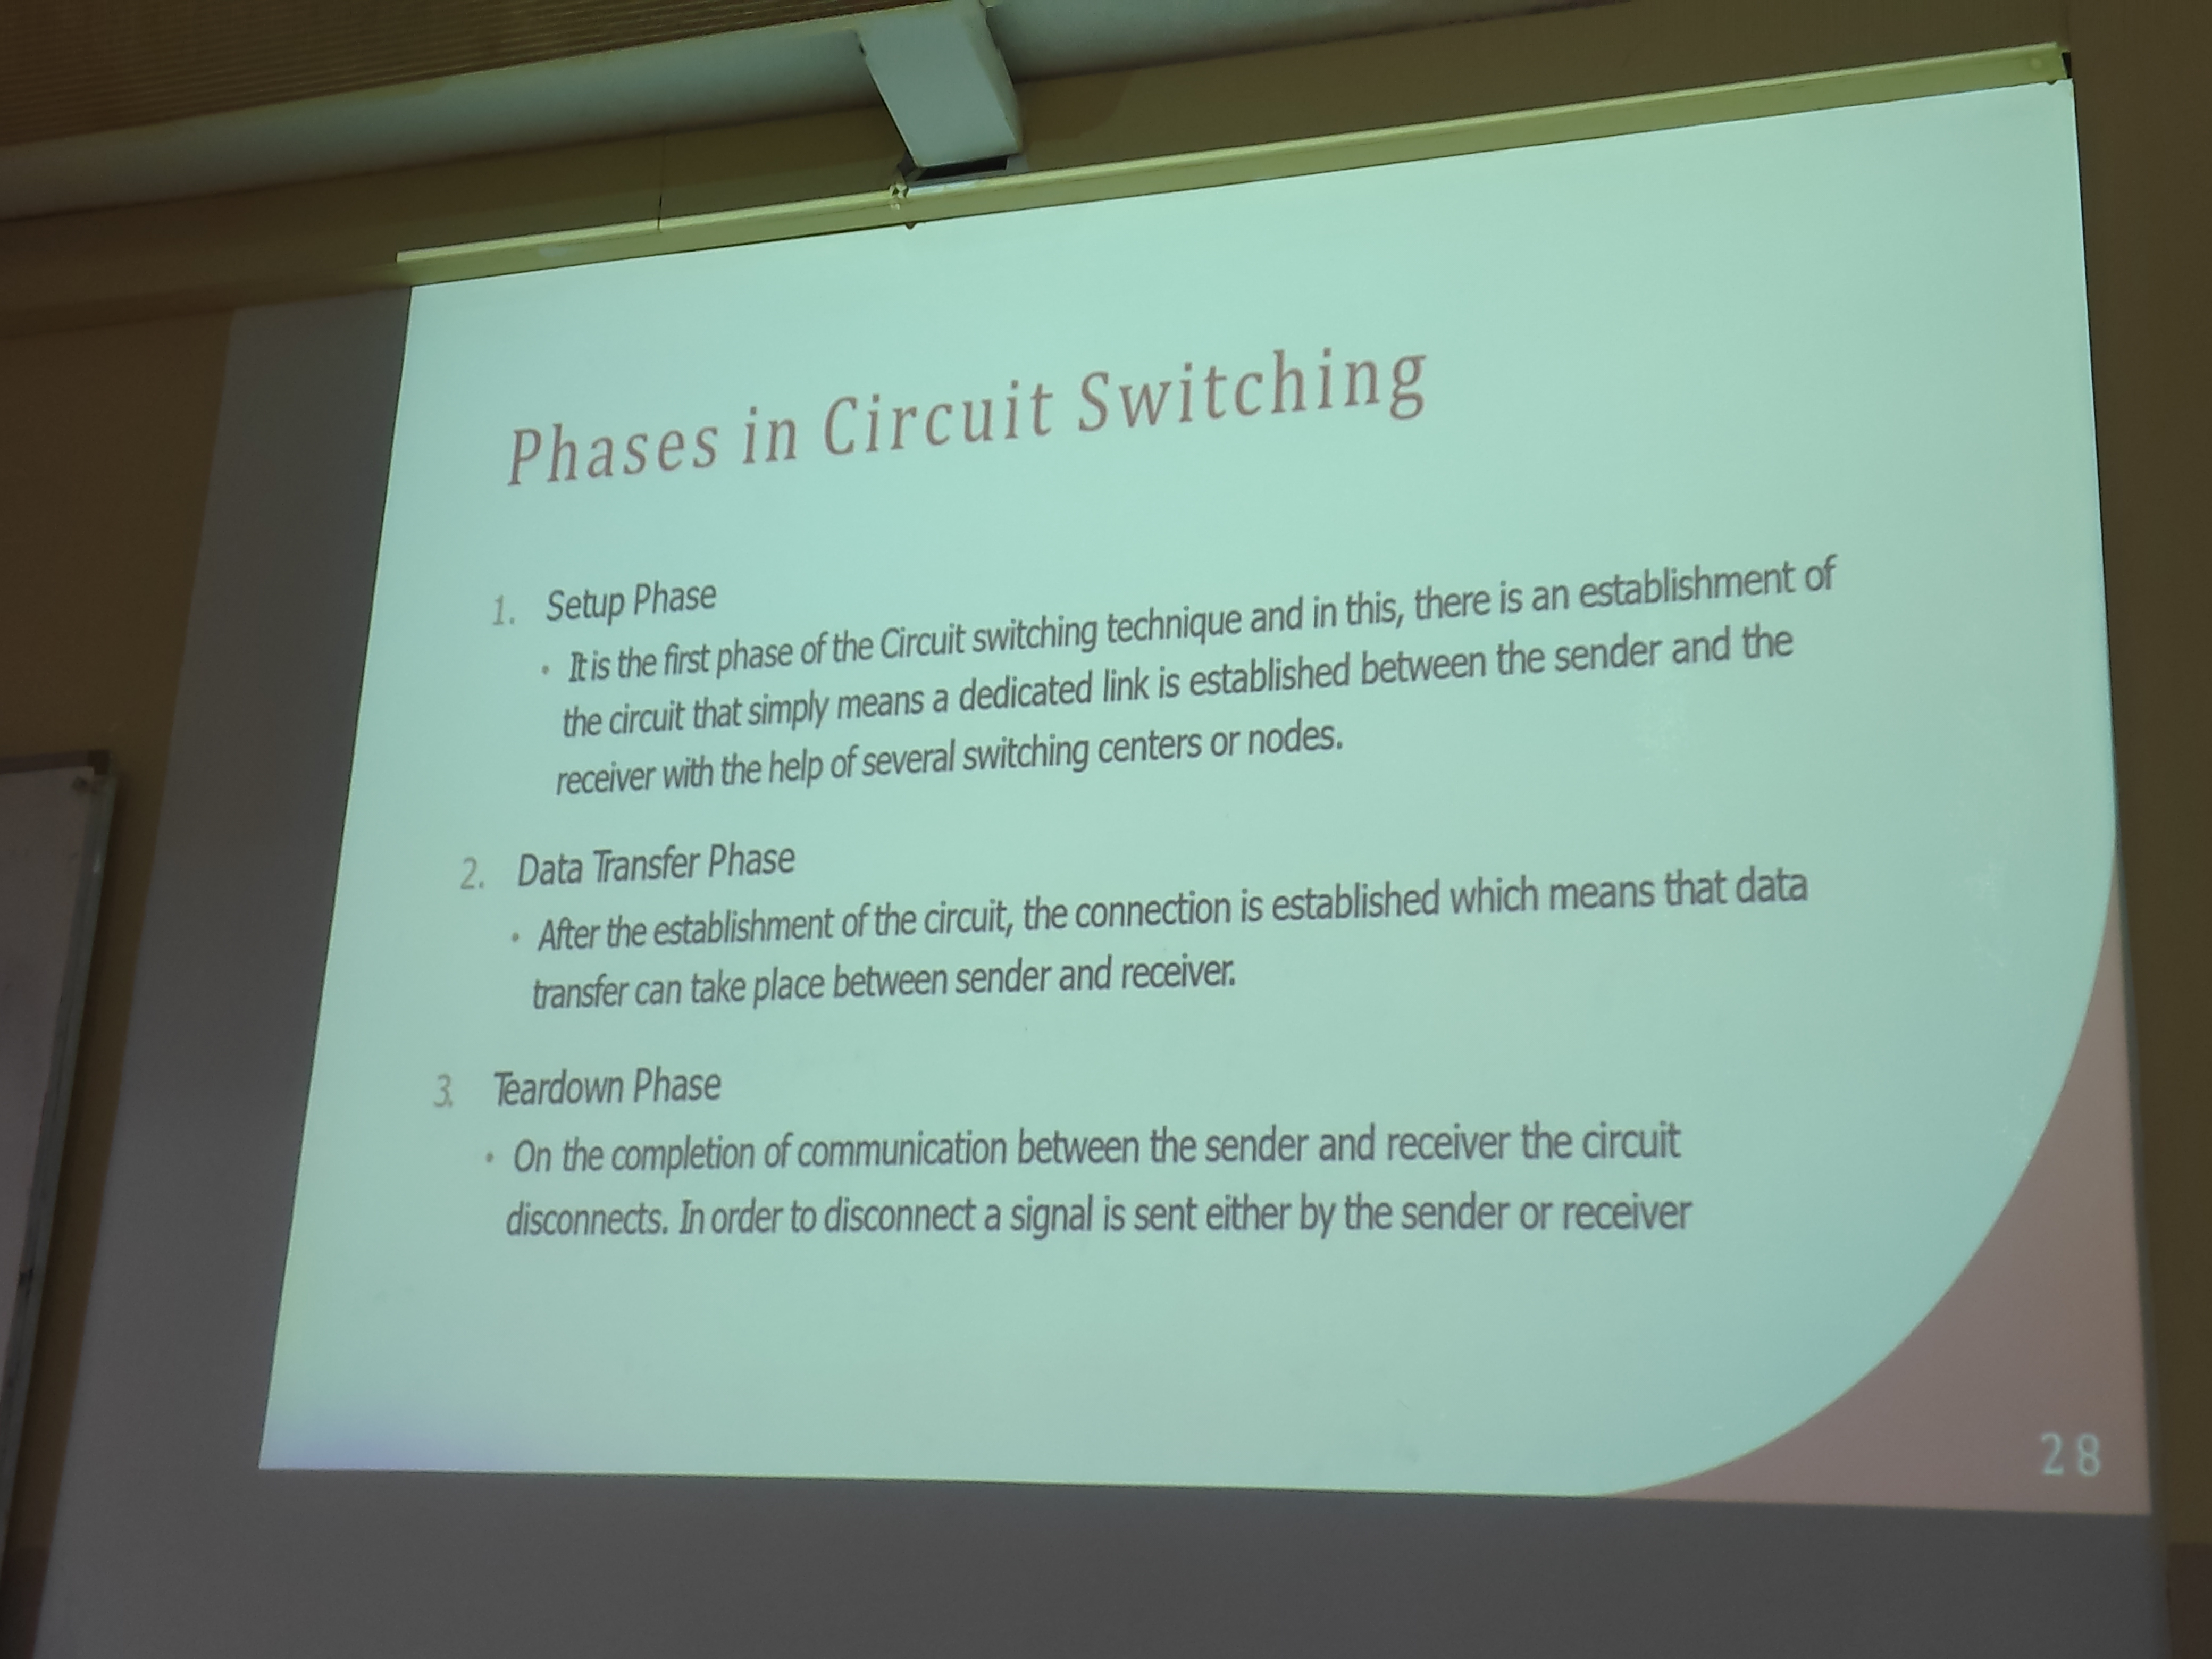 Phases in Circuit Switching
1. Setup Phase
• It is the first phase of the Circuit switching technique and in this, there is an establishment of
the circuit that simply means a dedicated link is established between the sender and the
receiver with the help of several switching centers or nodes.
2. Data Transfer Phase
• After the establishment of the circuit, the connection is established which means that data
transfer can take place between sender and receiver.
3. Teardown Phase
• On the completion of communication between the sender and receiver the circuit
disconnects. In order to disconnect a signal is sent either by the sender or receiver
28